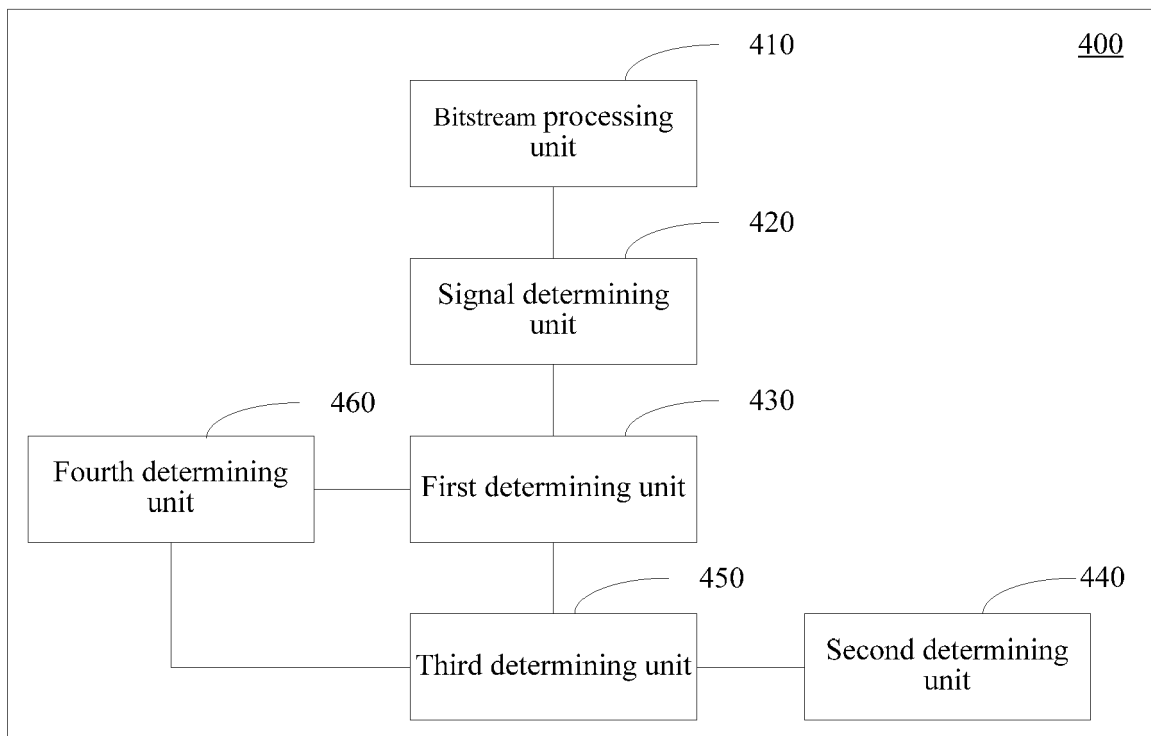 410
400
Bitstream processing
unit
420
Signal determining
unit
460
430
Fourth determining
unit
First determining unit
450
440
Third determining unit
Second determining
unit